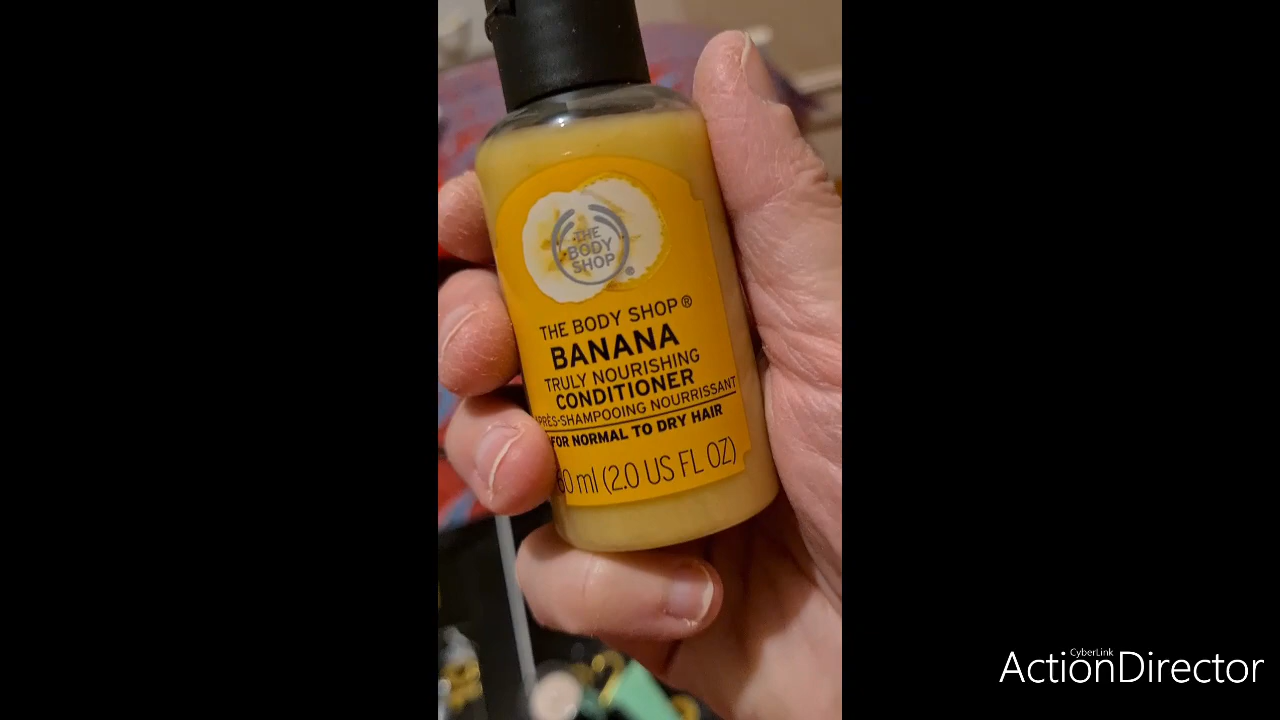 THE
BODY
SHOP
THE BODY SHOP®
BANANA
TRULY NOURISHING
CONDITIONER
APRÈS-SHAMPOOING NOURRISSANT
FOR NORMAL TO DRY HAIR
60 ml (2.0 US FL OZ)
CyberLink
ActionDirector